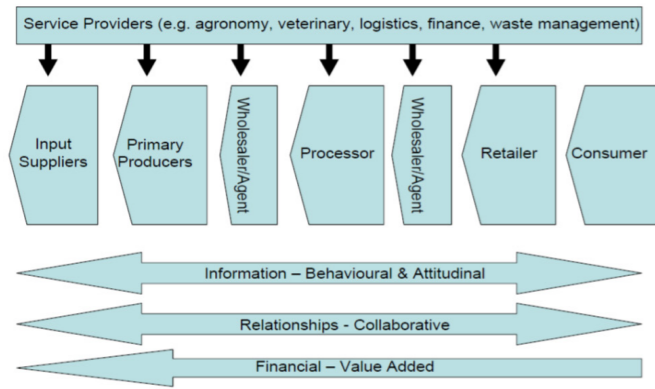 Service Providers (e.g. agronomy, veterinary, logistics, finance, waste management)
Input
Suppliers
Primary
Producers
Wholesaler/Agent
Processor
Wholesaler/Agent
Retailer
Consumer
Information – Behavioural & Attitudinal
Relationships - Collaborative
Financial – Value Added